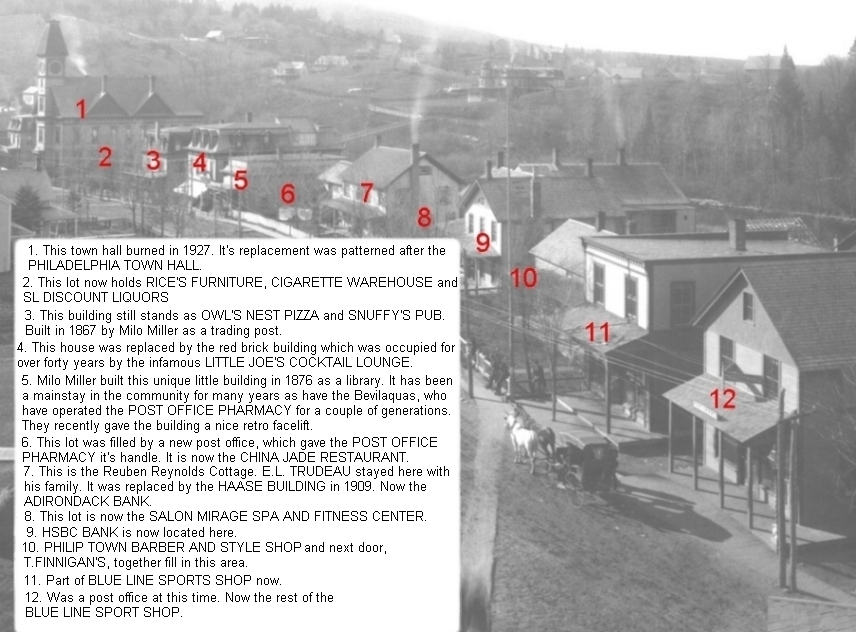 1
2
3
4
5
6
7
8
9
10
11
12
1. This town hall burned in 1927. It's replacement was patterned after the
PHILADELPHIA TOWN HALL.
2. This lot now holds RICE'S FURNITURE, CIGARETTE WAREHOUSE and
SL DISCOUNT LIQUORS
3. This building still stands as OWL'S NEST PIZZA and SNUFFY'S PUB.
Built in 1867 by Milo Miller as a trading post.
4. This house was replaced by the red brick building which was occupied for
over forty years by the infamous LITTLE JOE'S COCKTAIL LOUNGE.
5. Milo Miller built this unique little building in 1876 as a library. It has been
a mainstay in the community for many years as have the Bevilaquas, who
have operated the POST OFFICE PHARMACY for a couple of generations.
They recently gave the building a nice retro facelift.
6. This lot was filled by a new post office, which gave the POST OFFICE
PHARMACY it's handle. It is now the CHINA JADE RESTAURANT.
7. This is the Reuben Reynolds Cottage. E.L. TRUDEAU stayed here with
his family. It was replaced by the HAASE BUILDING in 1909. Now the
ADIRONDACK BANK.
8. This lot is now the SALON MIRAGE SPA AND FITNESS CENTER.
9. HSBC BANK is now located here.
10. PHILIP TOWN BARBER AND STYLE SHOP and next door,
T.FINNIGAN'S, together fill in this area.
11. Part of BLUE LINE SPORTS SHOP now.
12. Was a post office at this time. Now the rest of the
BLUE LINE SPORT SHOP.